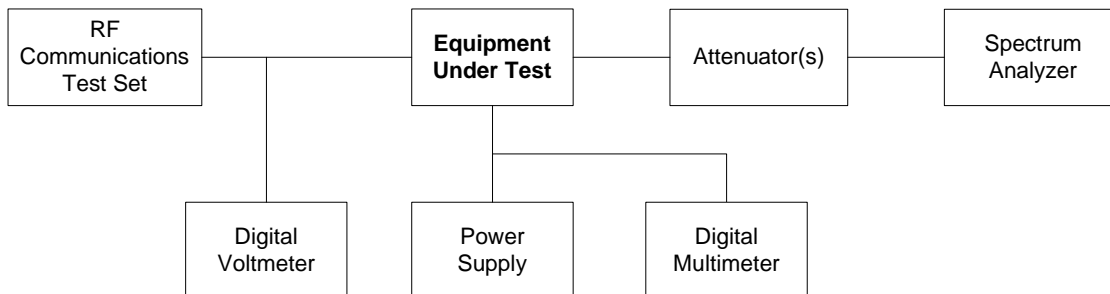 RF
Communications
Test Set
Equipment
Under Test
Attenuator(s)
Spectrum
Analyzer
Digital
Voltmeter
Power
Supply
Digital
Multimeter